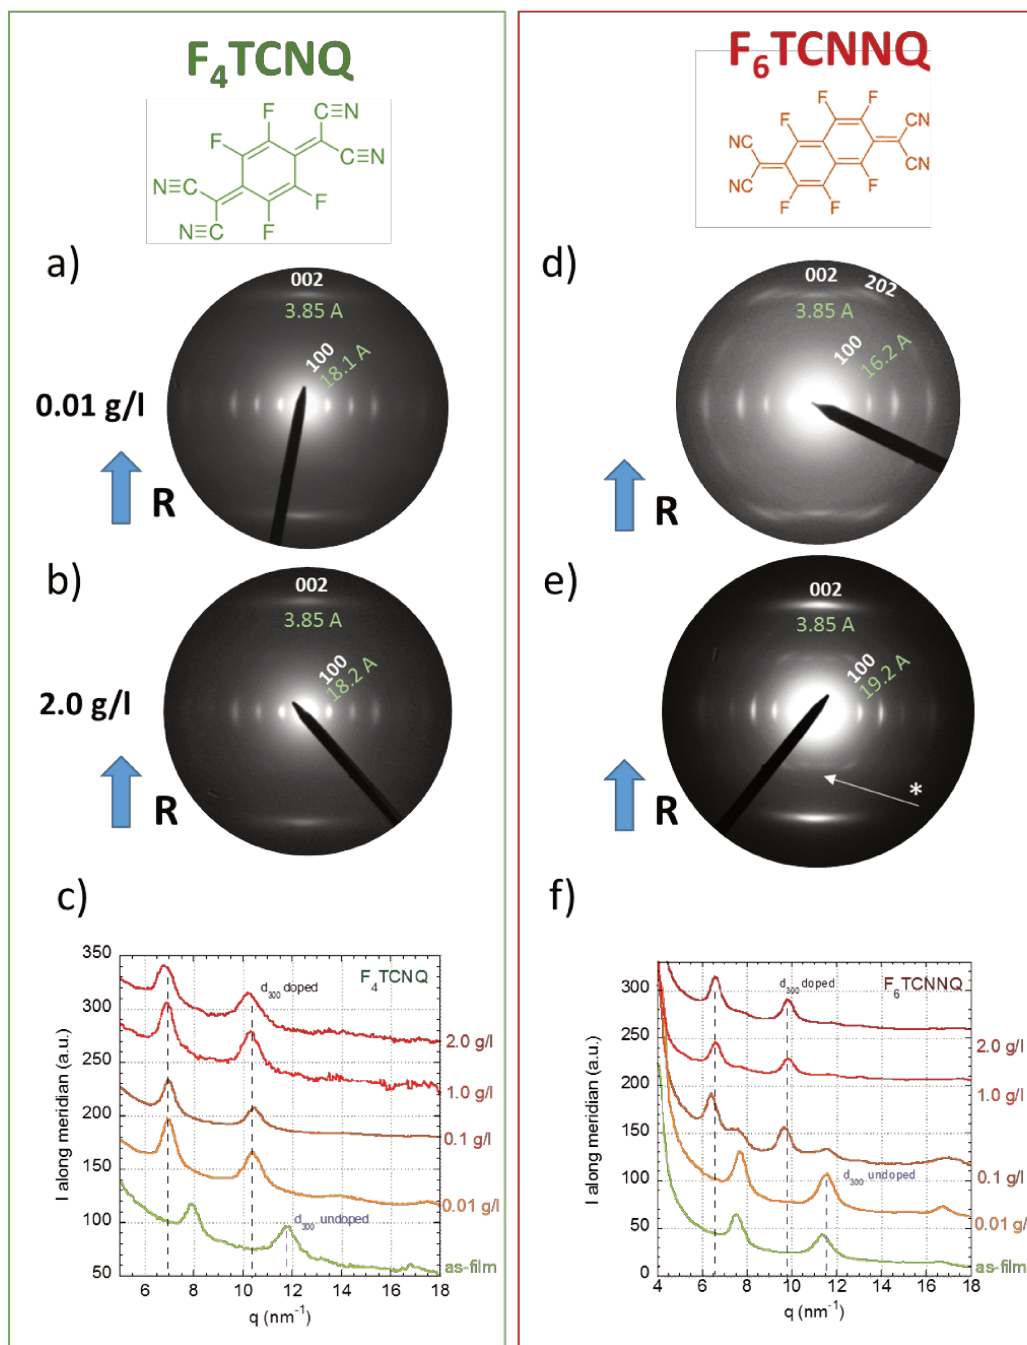 F4TCNQ
F
F
F
F
C≡N
C≡N
N≡C
N≡C
a)
002
3.85 A
100
18.1 A
0.01 g/l
R
b)
002
3.85 A
100
18.2 A
2.0 g/l
R
c)
350
300
250
200
150
100
50
I along meridian (a.u.)
F4TCNQ
d300 doped
d300 undoped
2.0 g/l
1.0 g/l
0.1 g/l
0.01 g/l
as-film
6 8 10 12 14 16 18
q (nm-1)
F6TCNNQ
F F
F
CN
CN
NC
NC
F
F F
d)
002
202
3.85 A
100
16.2 A
R
e)
002
3.85 A
100
19.2 A
*
R
f)
300
250
200
150
100
50
0
I along meridian (a.u.)
F6TCNNQ
d300 doped
d300 undoped
2.0 g/l
1.0 g/l
0.1 g/l
0.01 g/l
as-film
4 6 8 10 12 14 16 18
q (nm-1)